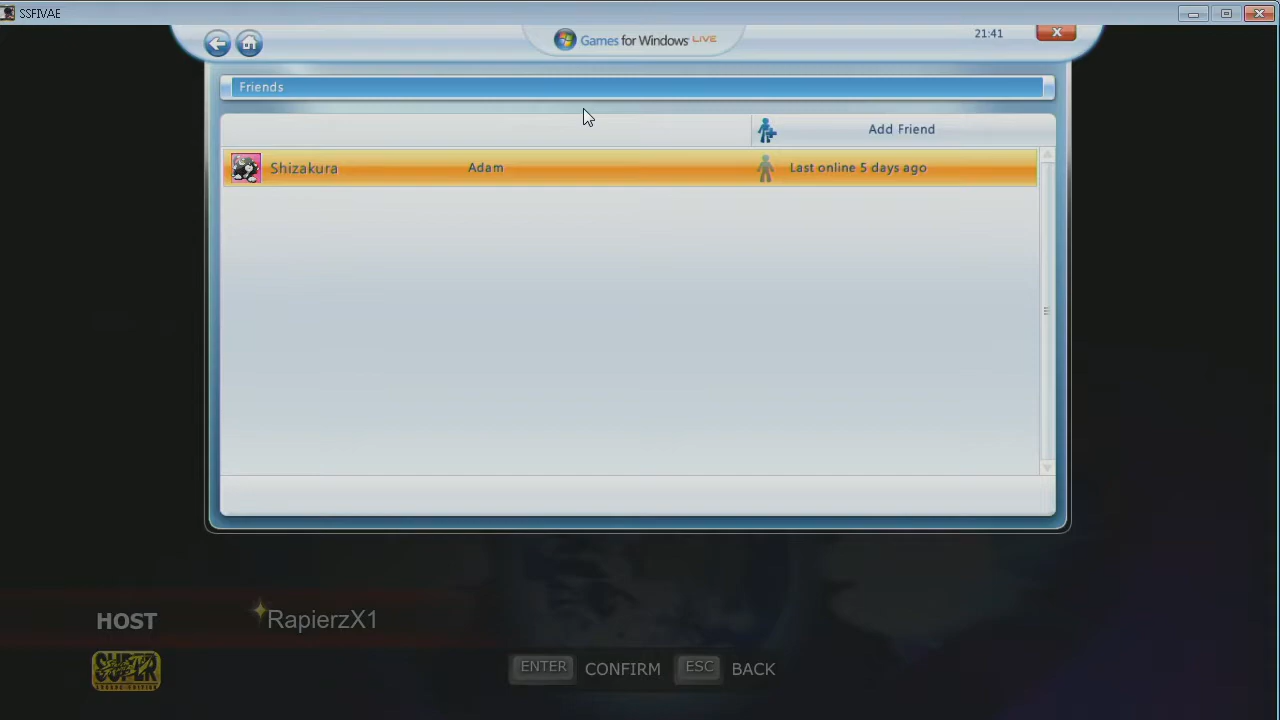 SSFIVAE
Games for Windows LIVE
21:41
Friends
Add Friend
Shizakura Adam Last online 5 days ago
HOST RapierzX1
SUPER
ENTER CONFIRM ESC BACK